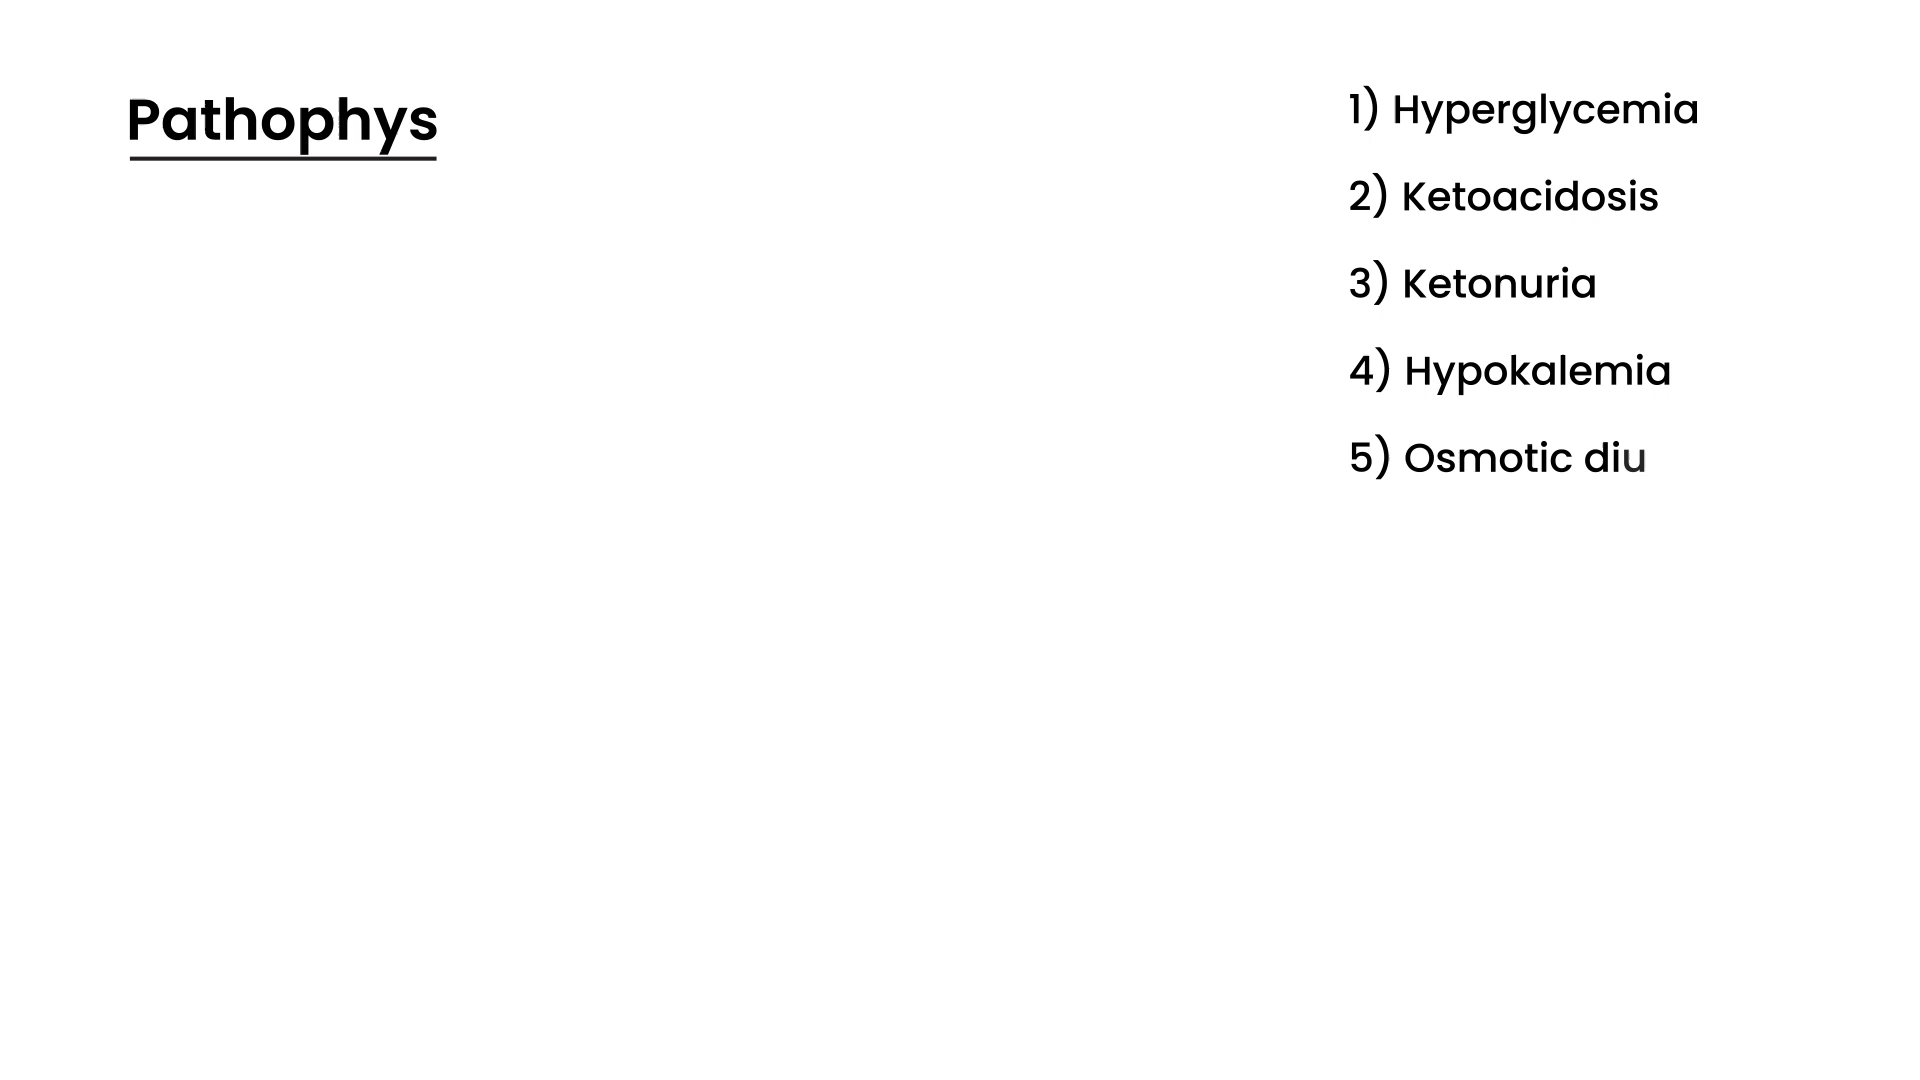 Pathophys
1) Hyperglycemia
2) Ketoacidosis
3) Ketonuria
4) Hypokalemia
5) Osmotic diu